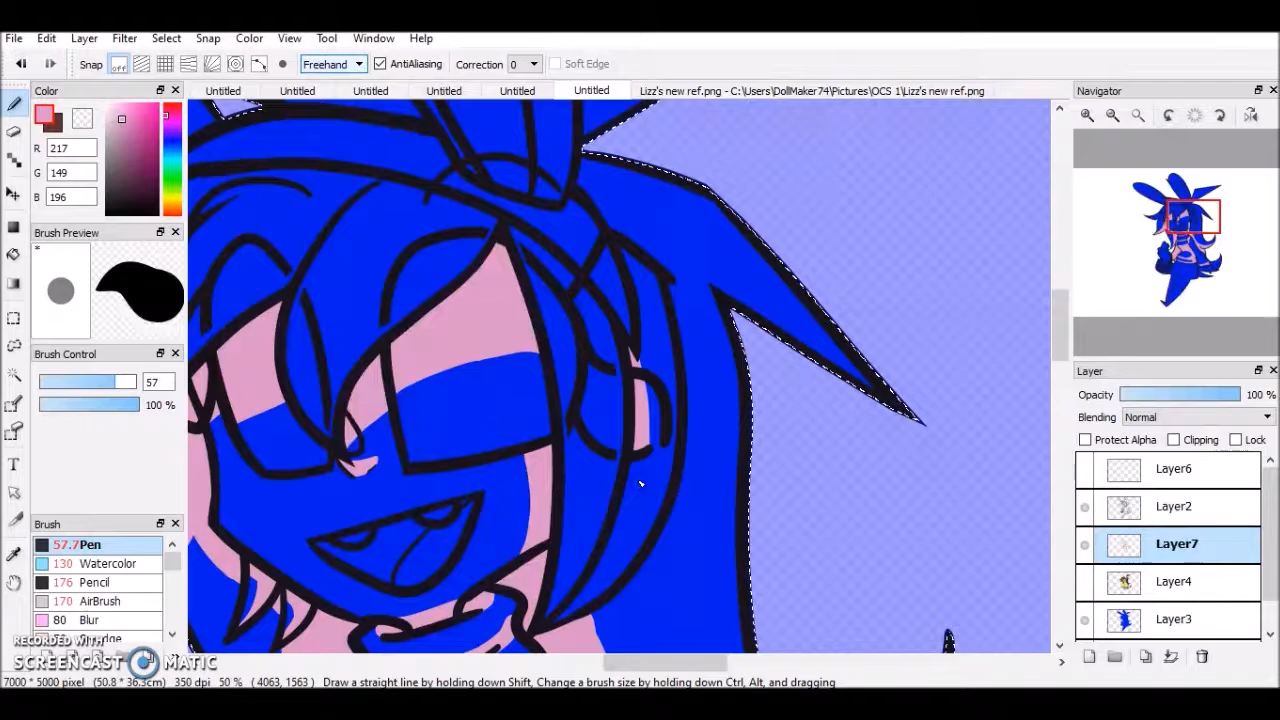 File Edit Layer Filter Select Snap Color View Tool Window Help
Snap off Freehand AntiAliasing Correction 0 Soft Edge
Color Untitled Untitled Untitled Untitled Untitled Untitled Lizz's new ref.png - C:\Users\DollMaker74\Pictures\OCS 1\Lizz's new ref.png Navigator
R 217
G 149
B 196
Brush Preview
*
Brush Control
57
100 %
Layer
Opacity 100 %
Blending Normal
Protect Alpha Clipping Lock
Layer6
Layer2
Layer7
Layer4
Layer3
Brush
57.7 Pen
130 Watercolor
176 Pencil
170 AirBrush
80 Blur
RECORDED WITH
SCREENCAST MATIC
7000 * 5000 pixel (50.8 * 36.3cm) 350 dpi 50 % ( 4063, 1563) Draw a straight line by holding down Shift, Change a brush size by holding down Ctrl, Alt, and dragging